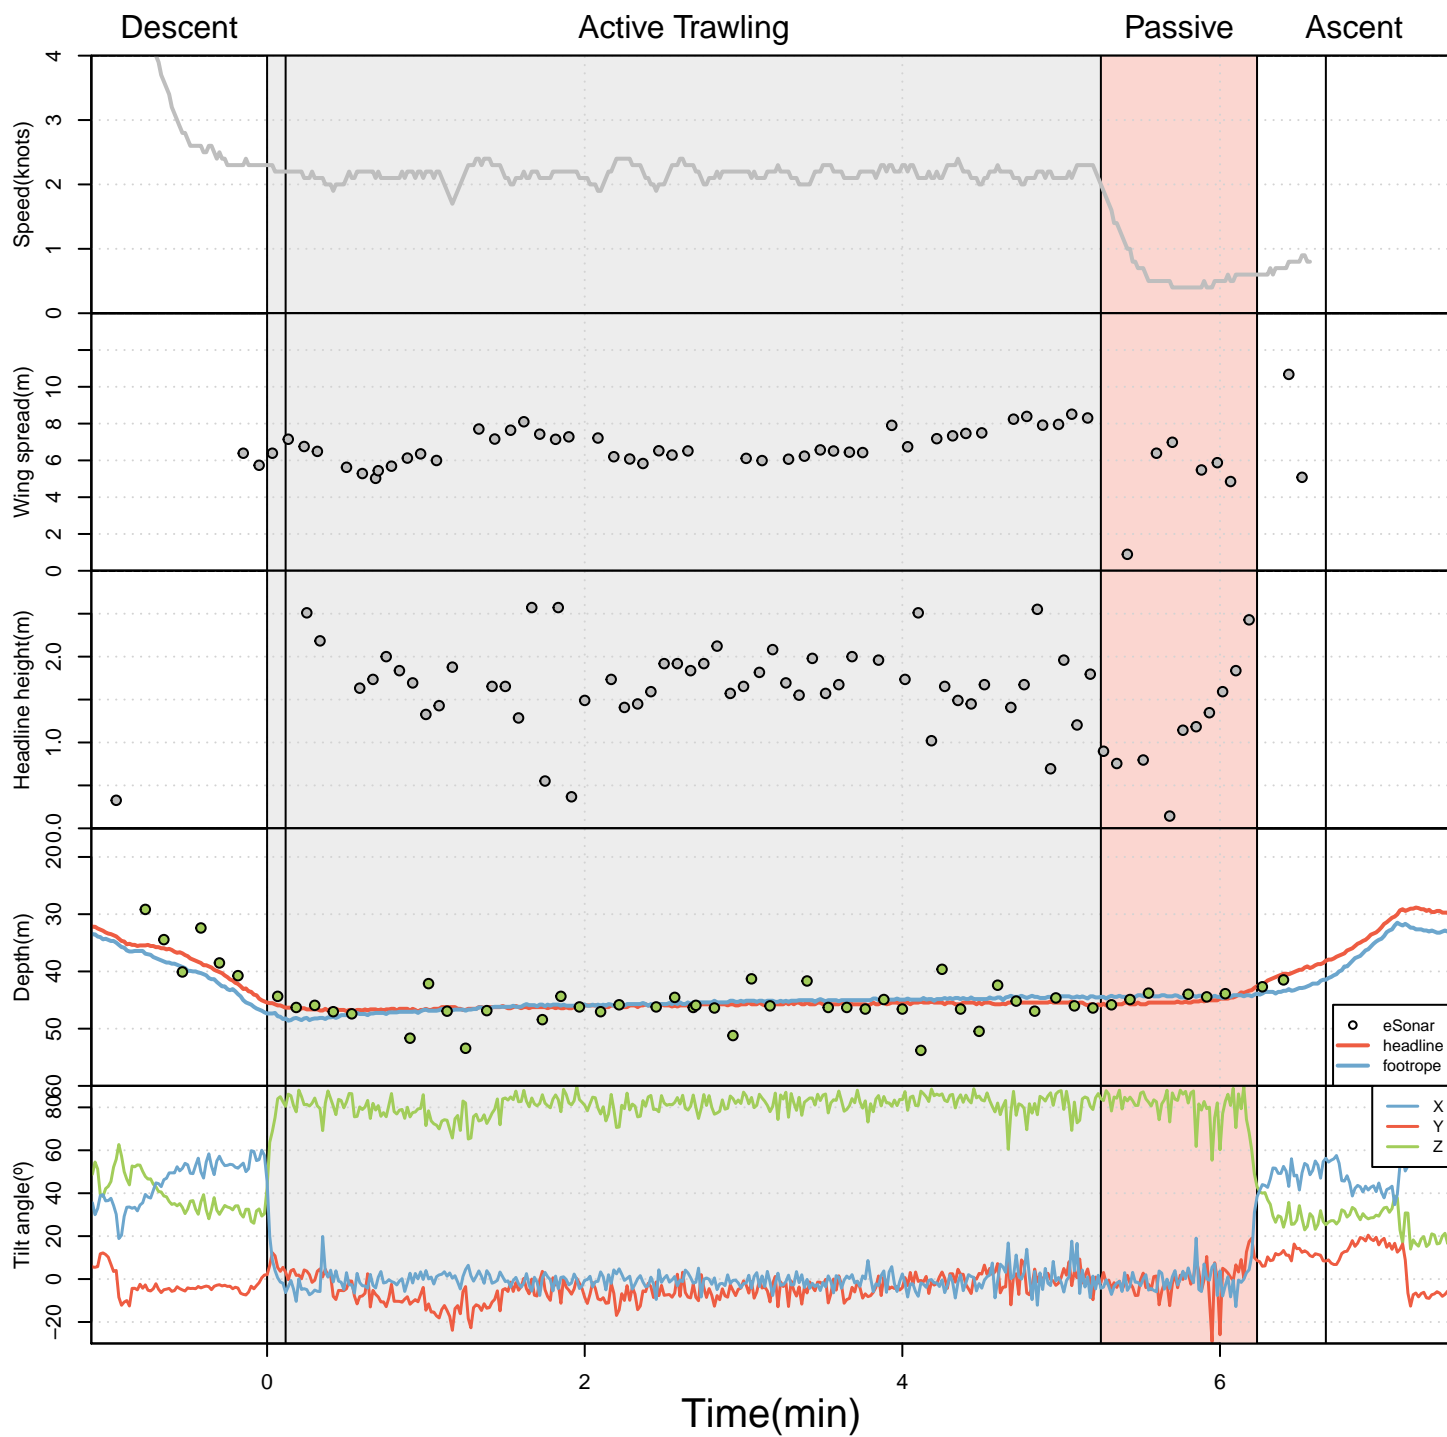 Descent Active Trawling Passive Ascent
Speed(knots)
4
3
2
1
0
Wing spread(m)
10
8
6
4
2
0
Headline height(m)
2.0
1.0
0.0
Depth(m)
20
30
40
50
60
eSonar
headline
footrope
Tilt angle(º)
80
60
40
20
0
−20
X
Y
Z
0 2 4 6
Time(min)